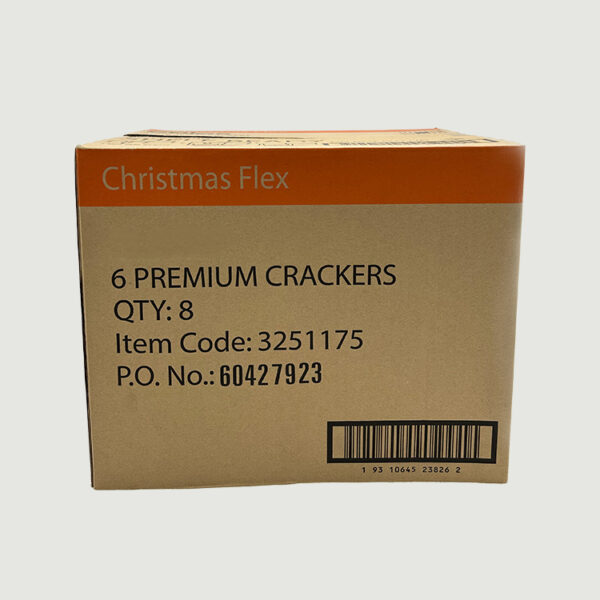 Christmas Flex
6 PREMIUM CRACKERS
QTY: 8
Item Code: 3251175
P.O. No.: 60427923
1 93 10645 23826 2